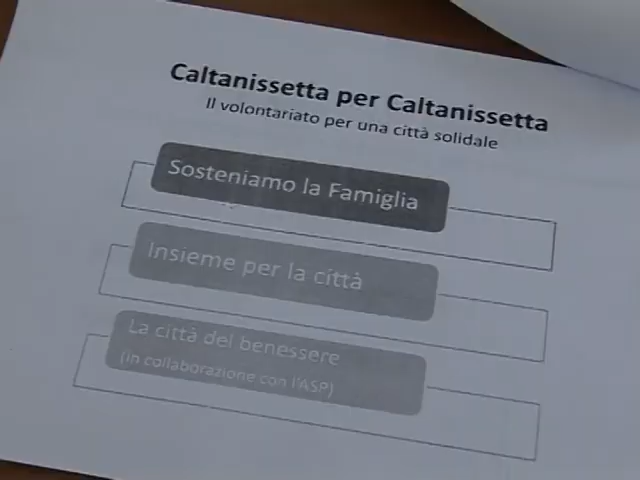 Caltanissetta per Caltanissetta
Il volontariato per una città solidale
Sosteniamo la Famiglia
Insieme per la città
La città del benessere
(in collaborazione con l'ASP)